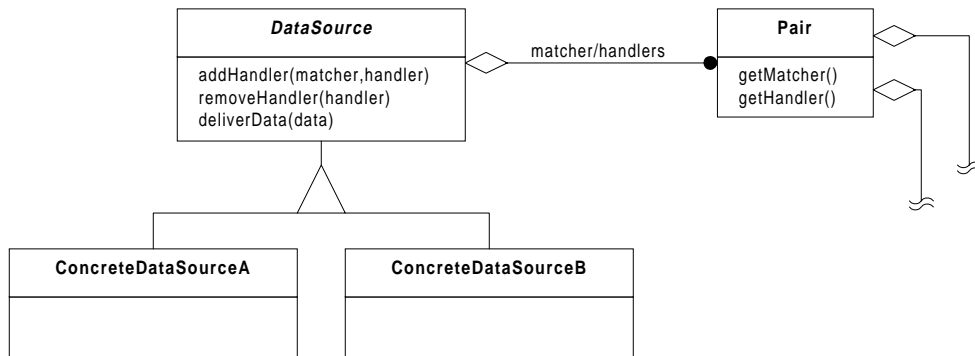 DataSource
addHandler(matcher,handler)
removeHandler(handler)
deliverData(data)
matcher/handlers
Pair
getMatcher()
getHandler()
ConcreteDataSourceA
ConcreteDataSourceB